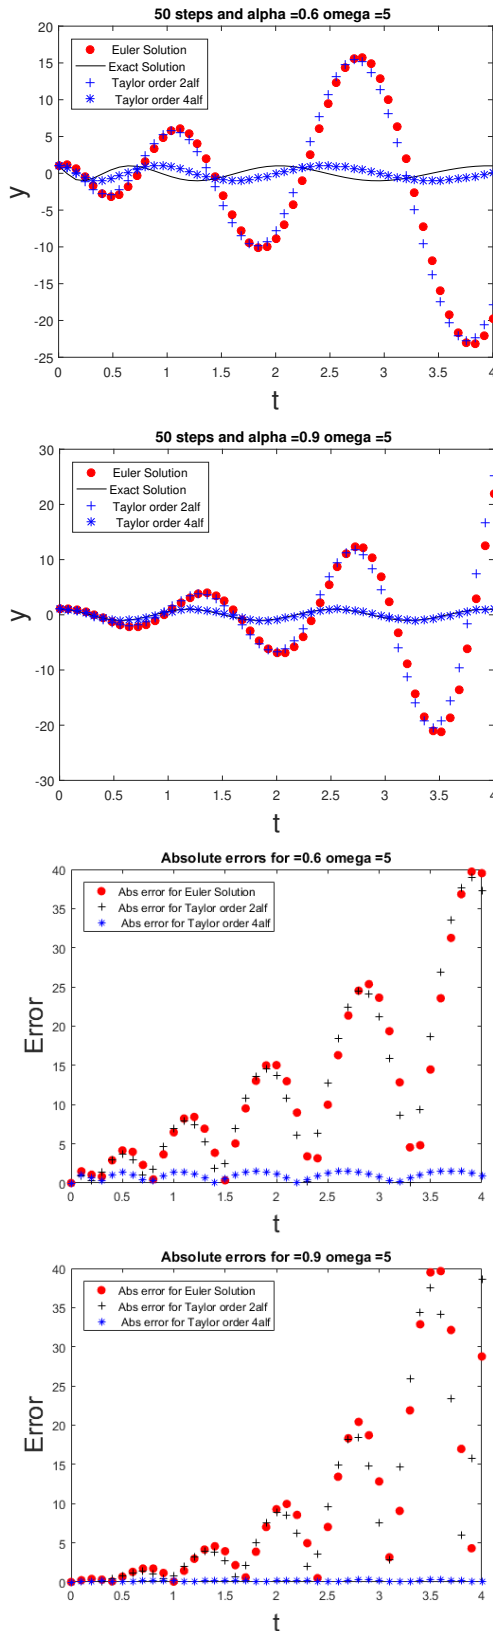 50 steps and alpha =0.6 omega =5
Euler Solution
Exact Solution
Taylor order 2alf
Taylor order 4alf
y
20
15
10
5
0
-5
-10
-15
-20
-25
0 0.5 1 1.5 2 2.5 3 3.5 4
t
50 steps and alpha =0.9 omega =5
Euler Solution
Exact Solution
Taylor order 2alf
Taylor order 4alf
y
30
20
10
0
-10
-20
-30
0 0.5 1 1.5 2 2.5 3 3.5 4
t
Absolute errors for =0.6 omega =5
Abs error for Euler Solution
Abs error for Taylor order 2alf
Abs error for Taylor order 4alf
Error
40
35
30
25
20
15
10
5
0
0 0.5 1 1.5 2 2.5 3 3.5 4
t
Absolute errors for =0.9 omega =5
Abs error for Euler Solution
Abs error for Taylor order 2alf
Abs error for Taylor order 4alf
Error
40
35
30
25
20
15
10
5
0
0 0.5 1 1.5 2 2.5 3 3.5 4
t